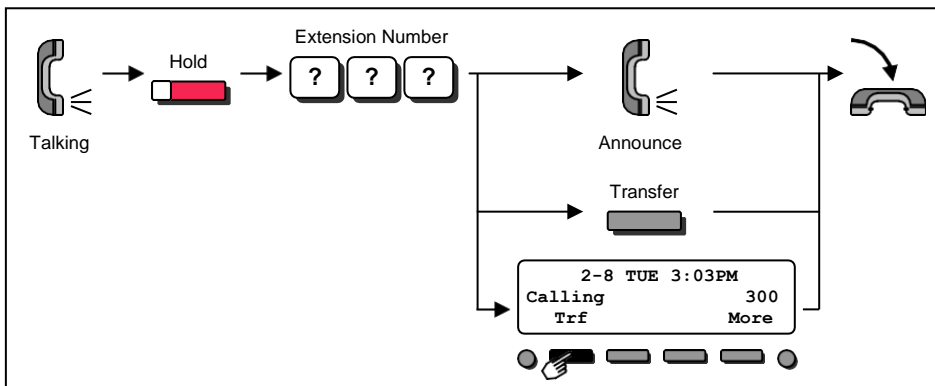 Extension Number
Hold
? ? ?
Talking
Announce
Transfer
2-8 TUE 3:03PM
Calling 300
Trf More